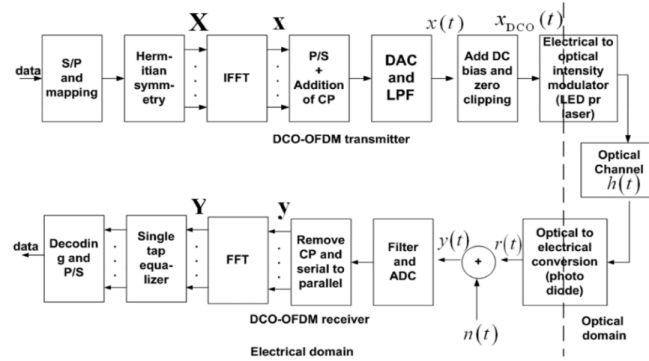 data
S/P
and
mapping
Herm-
itian
symm-
etry
X
IFFT
x
P/S
+
Addition
of CP
DAC
and
LPF
x(t)
Add DC
bias and
zero
clipping
x_DCO(t)
Electrical to
optical
intensity
modulator
(LED pr
laser)
DCO-OFDM transmitter
Optical
Channel
h(t)
data
Decodin
g and
P/S
Single
tap
equa-
lizer
Y
FFT
y
Remove
CP and
serial to
parallel
Filter
and
ADC
y(t)
+
r(t)
Optical to
electrical
conversion
(photo
diode)
n(t)
DCO-OFDM receiver
Optical
domain
Electrical domain